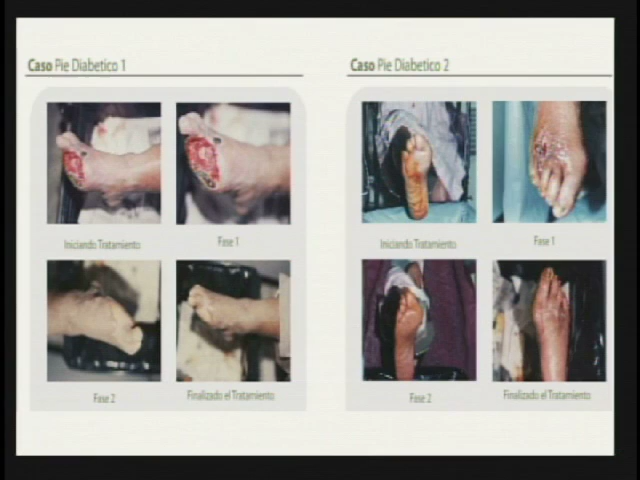 Caso Pie Diabetico 1
Iniciando Tratamiento
Fase 1
Fase 2
Finalizado el Tratamiento
Caso Pie Diabetico 2
Iniciando Tratamiento
Fase 1
Fase 2
Finalizado el Tratamiento